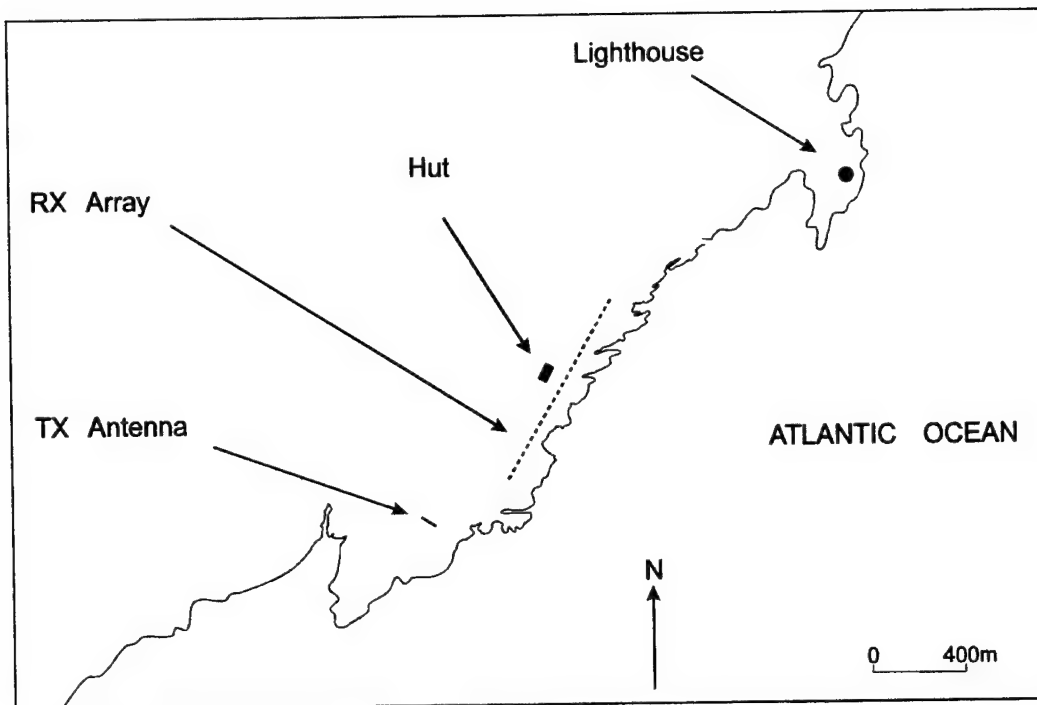 Lighthouse
Hut
RX Array
TX Antenna
ATLANTIC OCEAN
N
0 400m